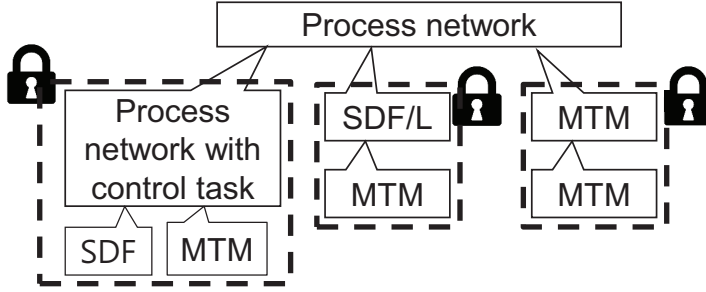 Process network
Process
network with
control task
SDF
MTM
SDF/L
MTM
MTM
MTM